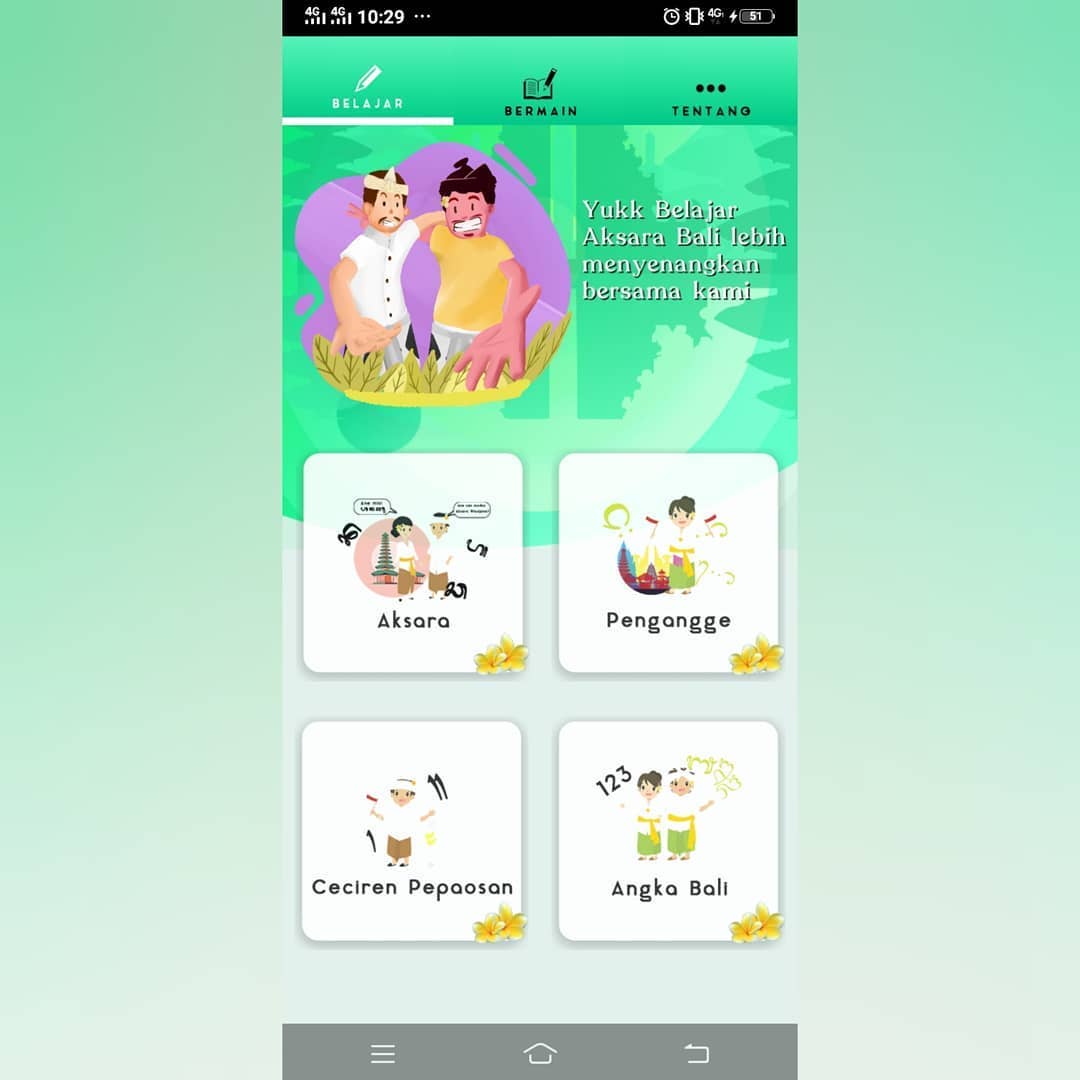 4G 4G 10:29 ... 4G 51
BELAJAR
BERMAIN
TENTANG
Yukk Belajar
Aksara Bali lebih
menyenangkan
bersama kami
Aksara
Pengangge
123
Ceciren Pepaosan
Angka Bali